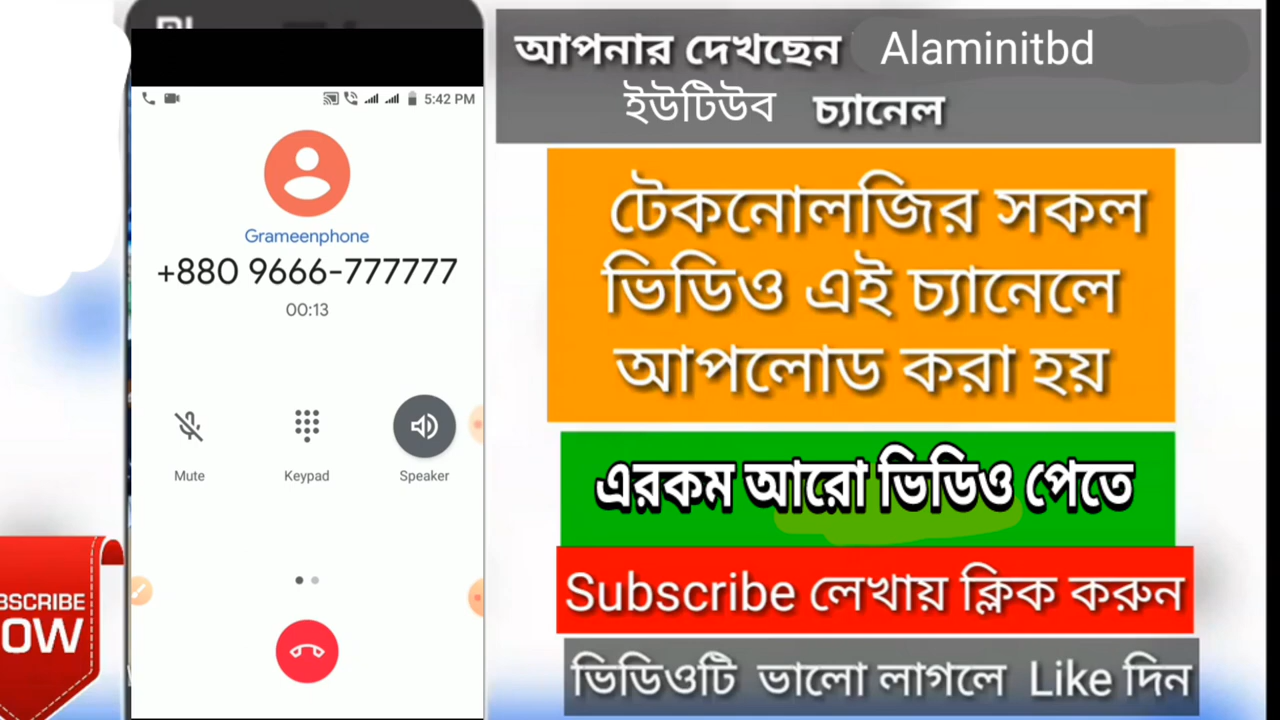 MI
5:42 PM
Grameenphone
+880 9666-777777
00:13
Mute
Keypad
Speaker
BSCRIBE
OW
আপনার দেখছেন Alaminitbd
ইউটিউব চ্যানেল
টেকনোলজির সকল
ভিডিও এই চ্যানেলে
আপলোড করা হয়
এরকম আরো ভিডিও পেতে
Subscribe লেখায় ক্লিক করুন
ভিডিওটি ভালো লাগলে Like দিন